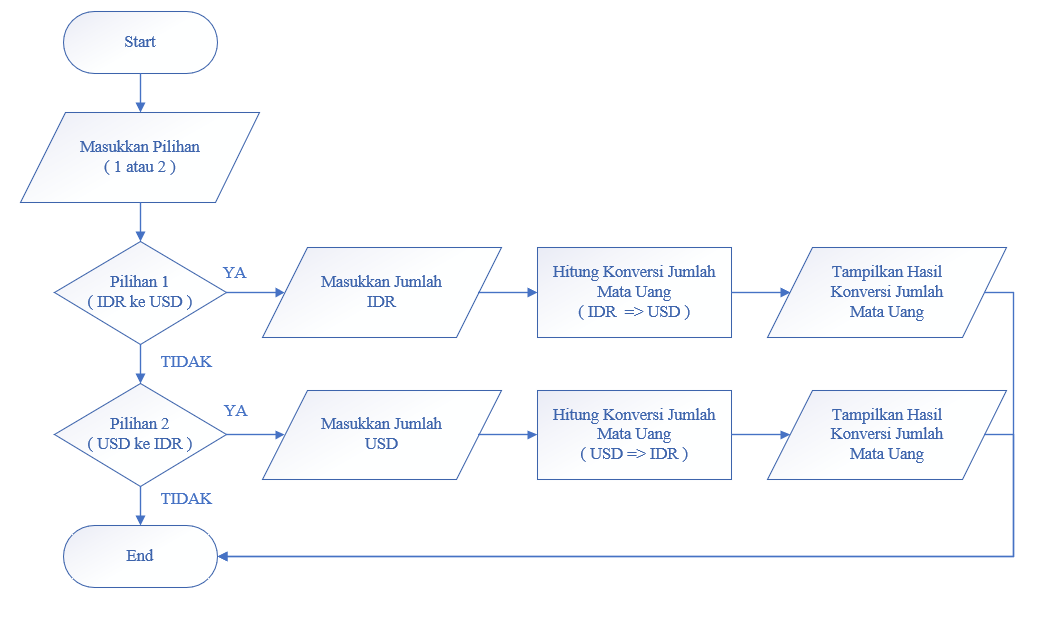 Start
Masukkan Pilihan
( 1 atau 2 )
Pilihan 1
( IDR ke USD )
YA
Masukkan Jumlah
IDR
Hitung Konversi Jumlah
Mata Uang
( IDR => USD )
Tampilkan Hasil
Konversi Jumlah
Mata Uang
TIDAK
Pilihan 2
( USD ke IDR )
YA
Masukkan Jumlah
USD
Hitung Konversi Jumlah
Mata Uang
( USD => IDR )
Tampilkan Hasil
Konversi Jumlah
Mata Uang
TIDAK
End